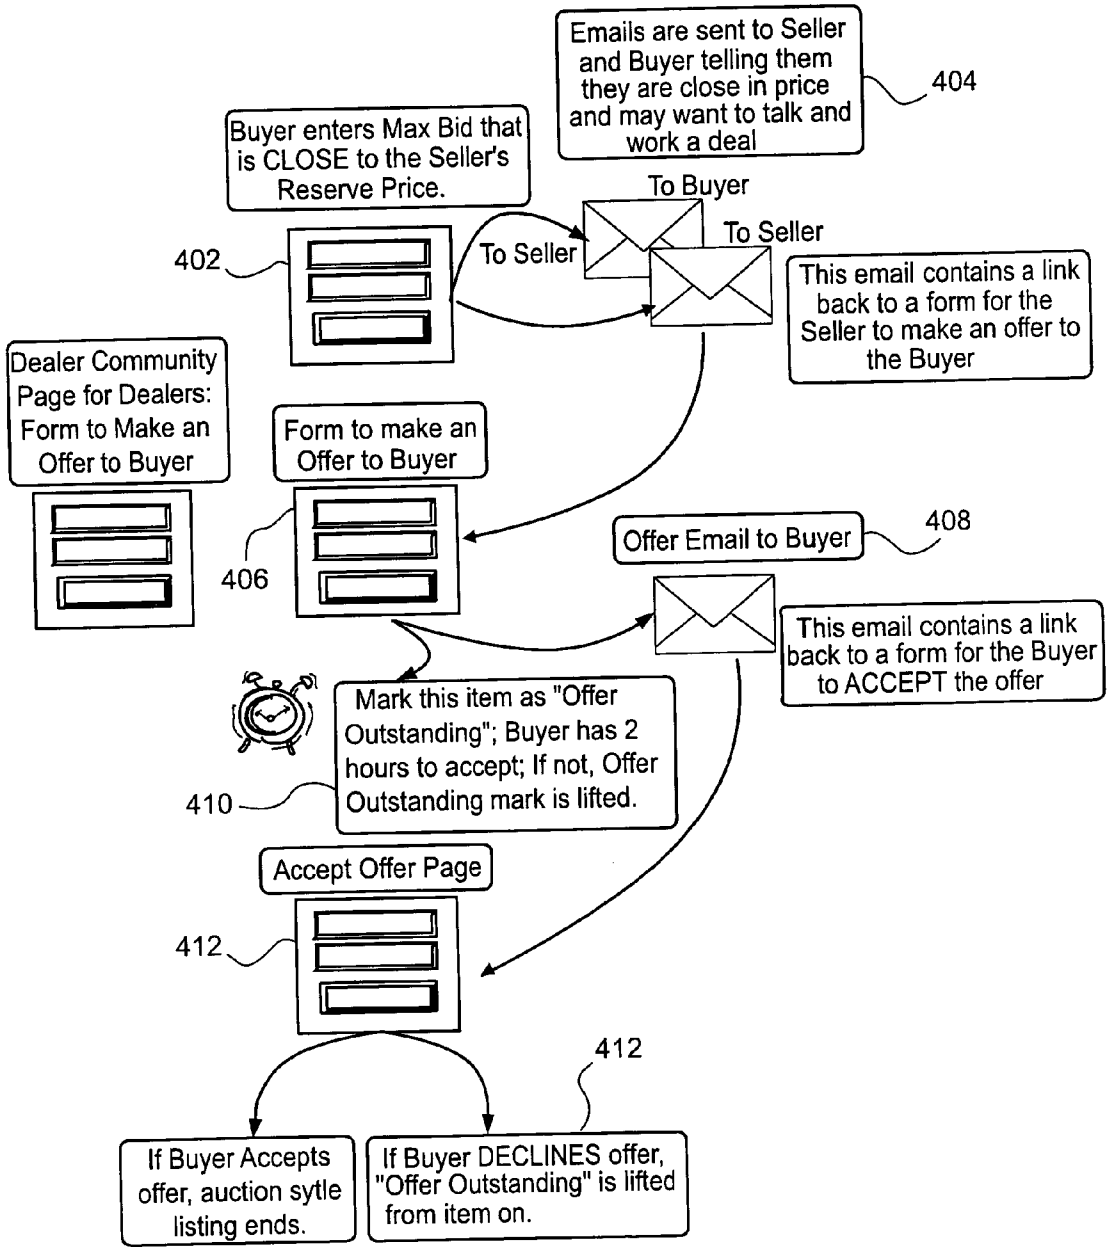 Emails are sent to Seller
and Buyer telling them
they are close in price
and may want to talk and
work a deal
404
Buyer enters Max Bid that
is CLOSE to the Seller's
Reserve Price.
To Buyer
402
To Seller
To Seller
This email contains a link
back to a form for the
Seller to make an offer to
the Buyer
Dealer Community
Page for Dealers:
Form to Make an
Offer to Buyer
Form to make an
Offer to Buyer
406
Offer Email to Buyer
408
This email contains a link
back to a form for the Buyer
to ACCEPT the offer
Mark this item as "Offer
Outstanding"; Buyer has 2
hours to accept; If not, Offer
Outstanding mark is lifted.
410
Accept Offer Page
412
412
If Buyer Accepts
offer, auction sytle
listing ends.
If Buyer DECLINES offer,
"Offer Outstanding" is lifted
from item on.